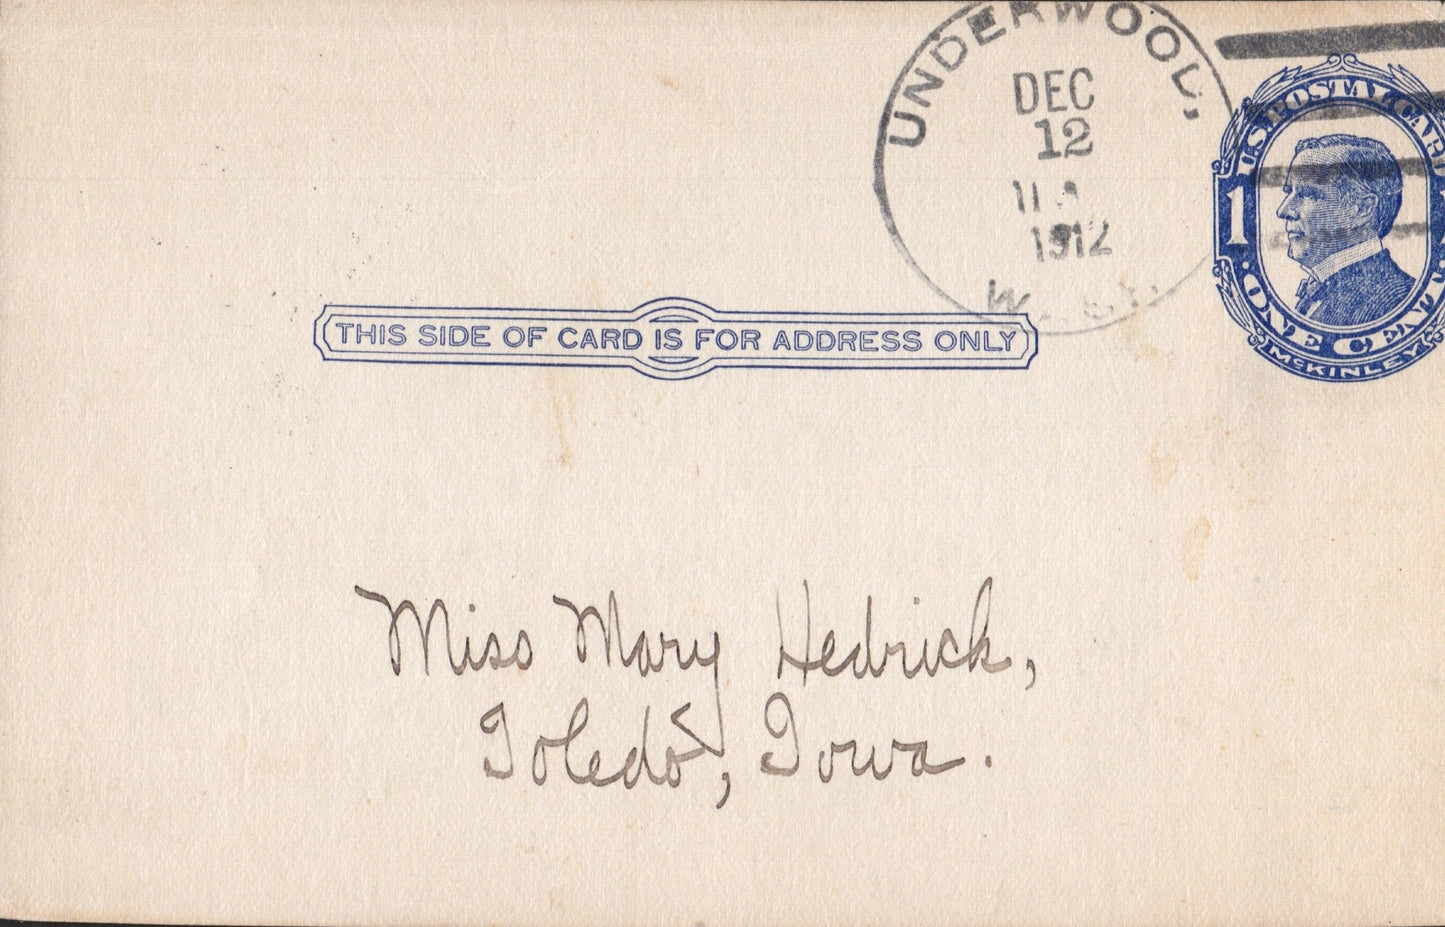 UNDERWOOD,
DEC
12
1912
U.S. POSTAL CARD
1
ONE CENT
McKINLEY
THIS SIDE OF CARD IS FOR ADDRESS ONLY
Miss Mary Hedrick,
Toledo, Iowa.